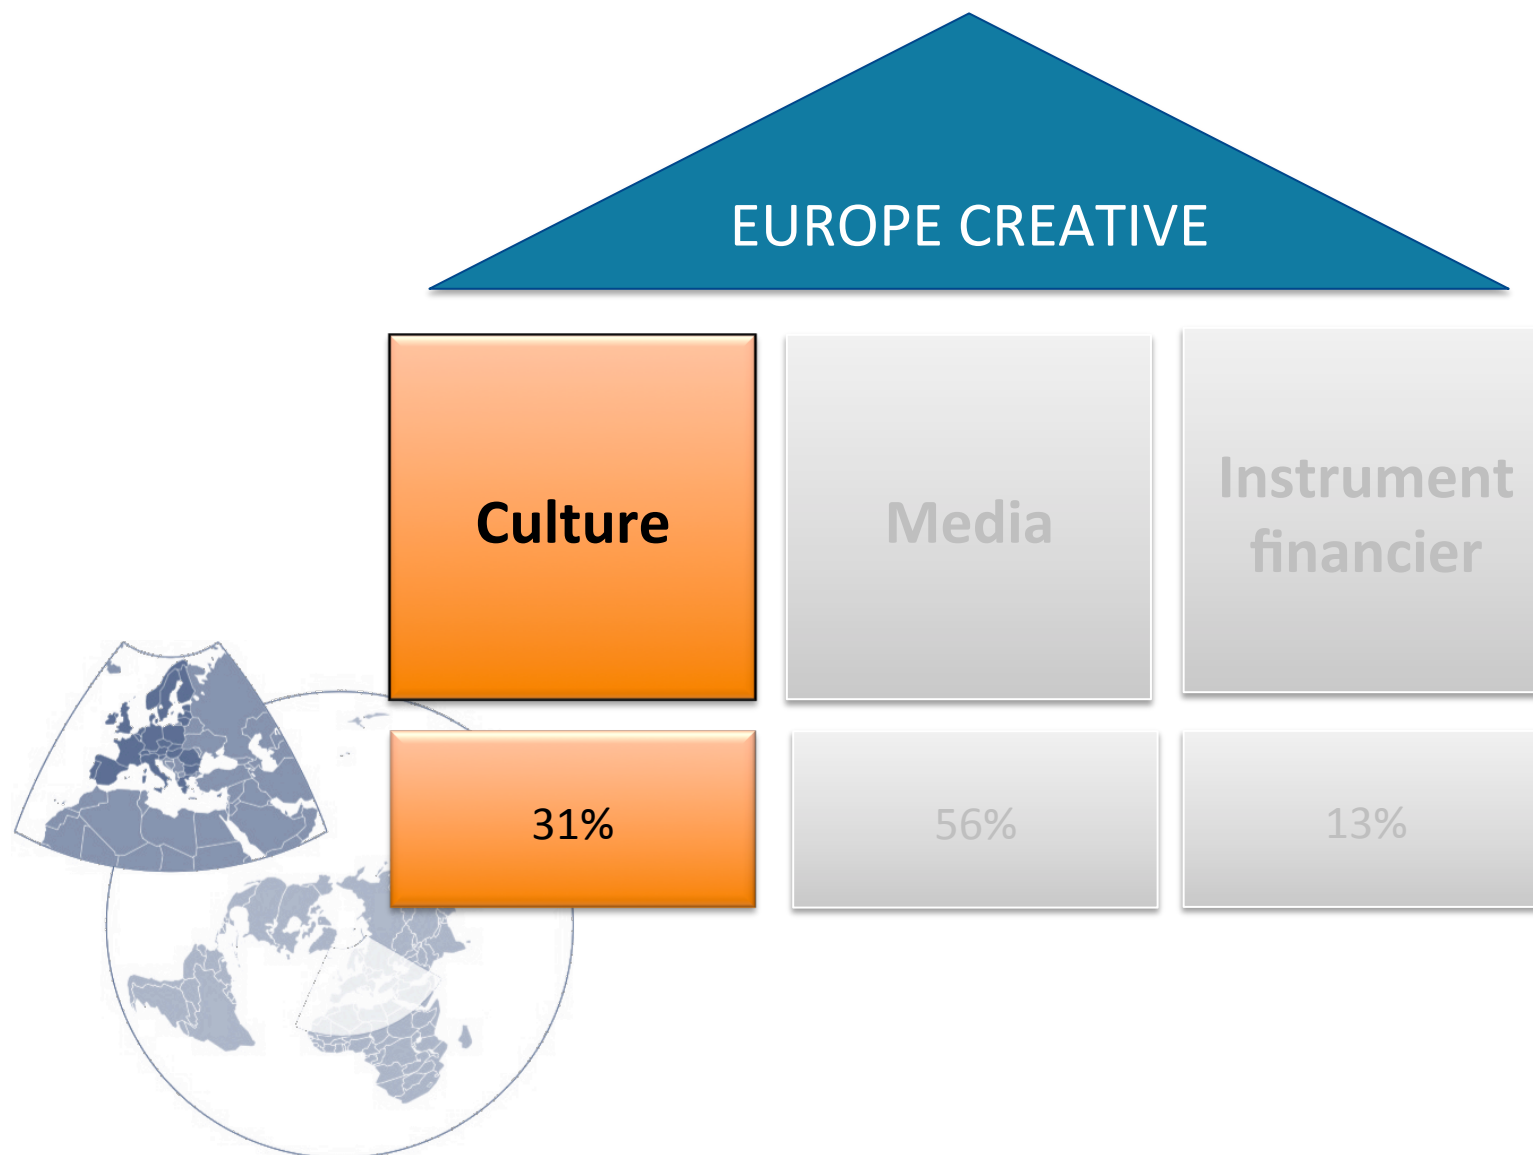 EUROPE CREATIVE
Culture
Media
Instrument
financier
31%
56%
13%